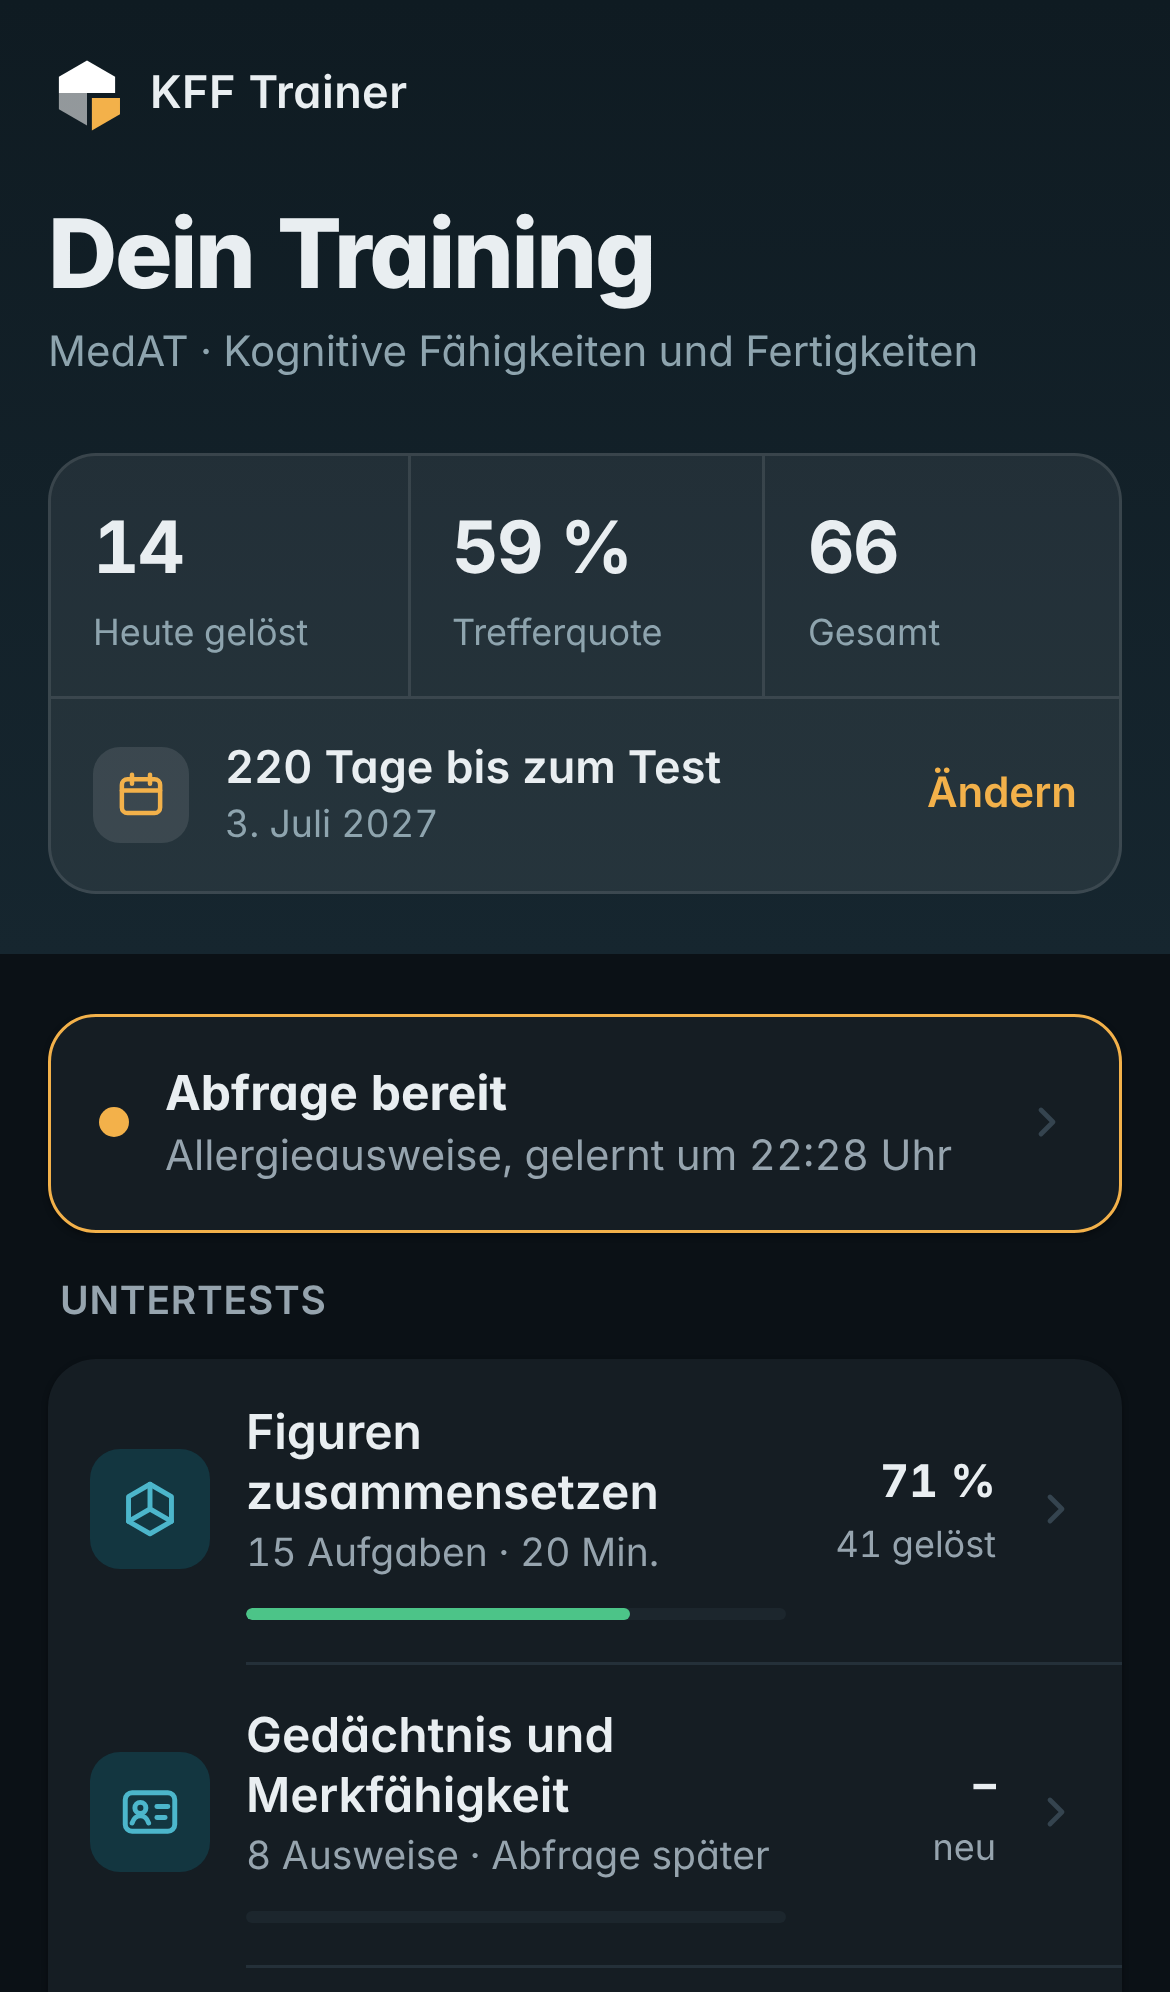 KFF Trainer
Dein Training
MedAT · Kognitive Fähigkeiten und Fertigkeiten
14
Heute gelöst
59 %
Trefferquote
66
Gesamt
220 Tage bis zum Test
3. Juli 2027
Ändern
Abfrage bereit
Allergieausweise, gelernt um 22:28 Uhr
UNTERTESTS
Figuren
zusammensetzen
15 Aufgaben · 20 Min.
71 %
41 gelöst
Gedächtnis und
Merkfähigkeit
8 Ausweise · Abfrage später
–
neu